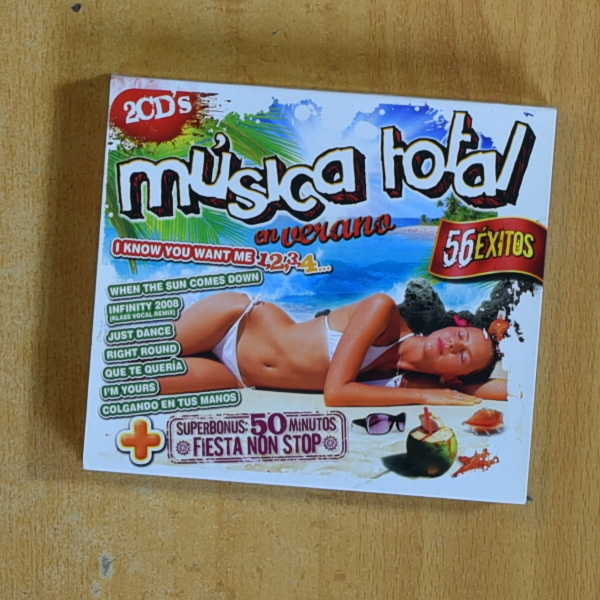 2CD's
música total
en verano
56 ÉXITOS
I KNOW YOU WANT ME 1,2,3,4...
WHEN THE SUN COMES DOWN
INFINITY 2008
(KLASS VOCAL REMIX)
JUST DANCE
RIGHT ROUND
QUE TE QUERÍA
I'M YOURS
COLGANDO EN TUS MANOS
+ SUPERBONUS: 50 MINUTOS
FIESTA NON STOP